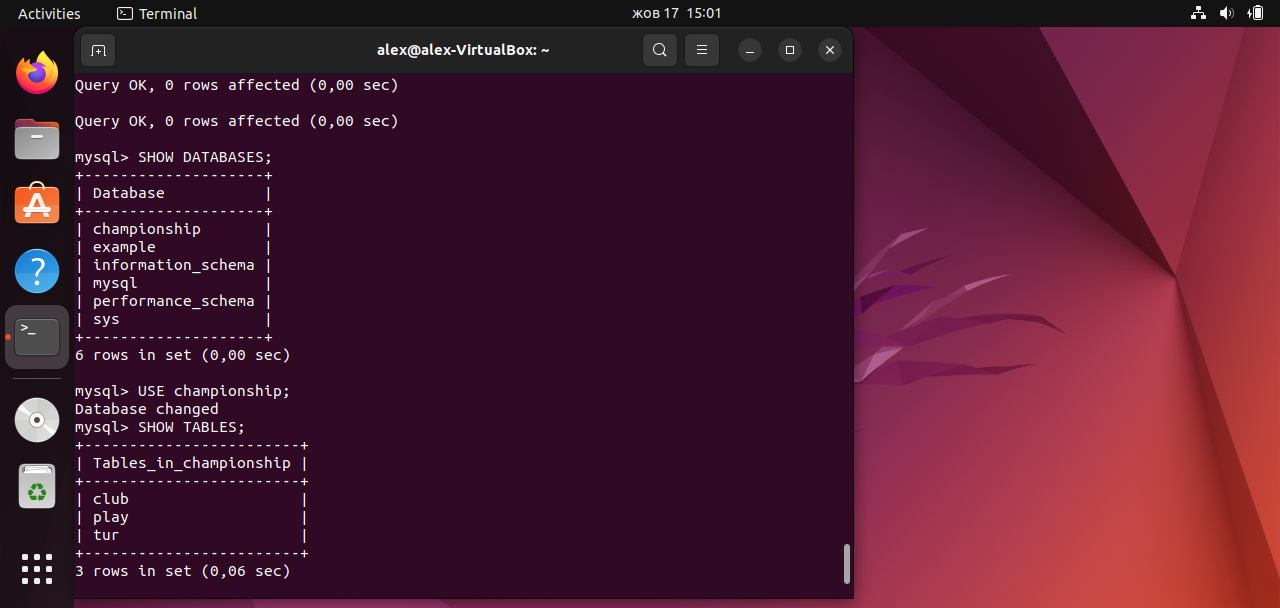 Activities
Terminal
жов 17 15:01
alex@alex-VirtualBox: ~
Query OK, 0 rows affected (0,00 sec)
Query OK, 0 rows affected (0,00 sec)
mysql> SHOW DATABASES;
+--------------------+
| Database           |
+--------------------+
| championship       |
| example            |
| information_schema |
| mysql              |
| performance_schema |
| sys                |
+--------------------+
6 rows in set (0,00 sec)
mysql> USE championship;
Database changed
mysql> SHOW TABLES;
+------------------------+
| Tables_in_championship |
+------------------------+
| club                   |
| play                   |
| tur                    |
+------------------------+
3 rows in set (0,06 sec)